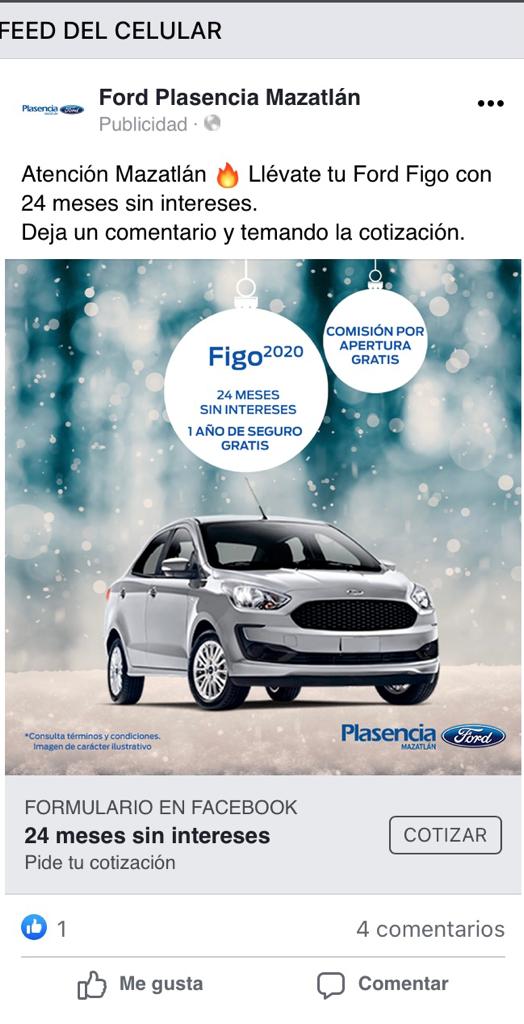 FEED DEL CELULAR
Plasencia Ford
Ford Plasencia Mazatlán
Publicidad ·
Atención Mazatlán 🔥 Llévate tu Ford Figo con
24 meses sin intereses.
Deja un comentario y temando la cotización.
Figo2020
24 MESES
SIN INTERESES
1 AÑO DE SEGURO
GRATIS
COMISIÓN POR
APERTURA
GRATIS
*Consulta términos y condiciones.
Imagen de carácter ilustrativo
Plasencia Ford
MAZATLÁN
FORMULARIO EN FACEBOOK
24 meses sin intereses
Pide tu cotización
COTIZAR
1
4 comentarios
Me gusta
Comentar